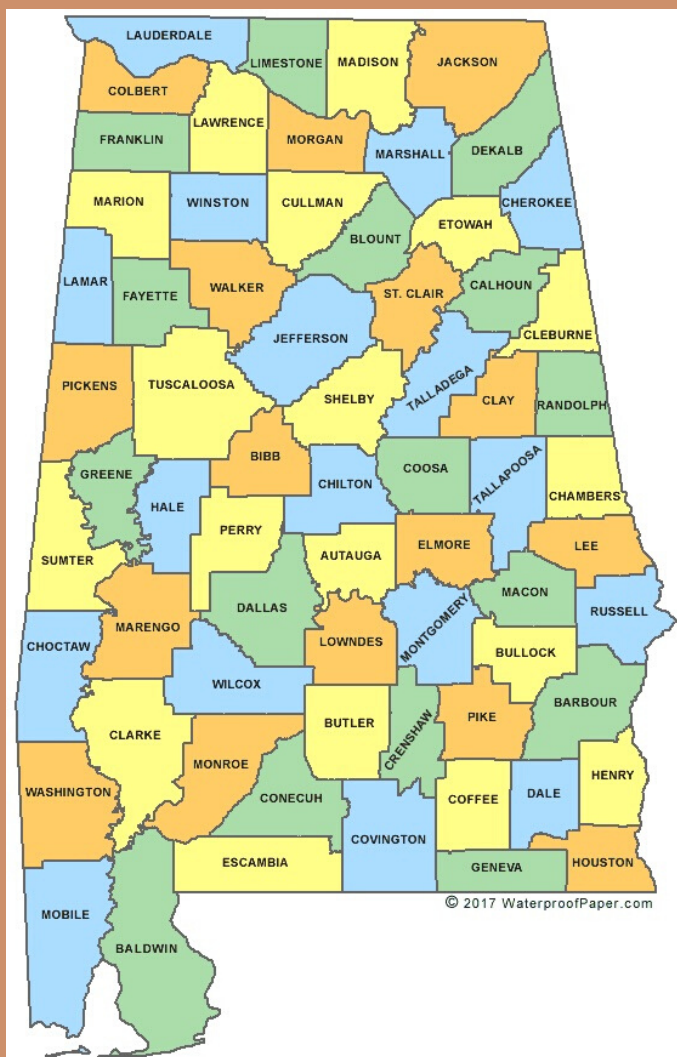 LAUDERDALE
LIMESTONE
MADISON
JACKSON
COLBERT
LAWRENCE
FRANKLIN
MORGAN
MARSHALL
DEKALB
MARION
WINSTON
CULLMAN
CHEROKEE
ETOWAH
BLOUNT
LAMAR
FAYETTE
WALKER
ST. CLAIR
CALHOUN
JEFFERSON
CLEBURNE
PICKENS
TUSCALOOSA
SHELBY
TALLADEGA
CLAY
RANDOLPH
GREENE
BIBB
COOSA
TALLAPOOSA
HALE
CHILTON
CHAMBERS
PERRY
SUMTER
AUTAUGA
ELMORE
LEE
MACON
DALLAS
RUSSELL
MARENGO
CHOCTAW
LOWNDES
MONTGOMERY
BULLOCK
WILCOX
BARBOUR
CLARKE
BUTLER
CRENSHAW
PIKE
MONROE
WASHINGTON
CONECUH
COFFEE
DALE
HENRY
COVINGTON
ESCAMBIA
GENEVA
HOUSTON
© 2017 WaterproofPaper.com
MOBILE
BALDWIN